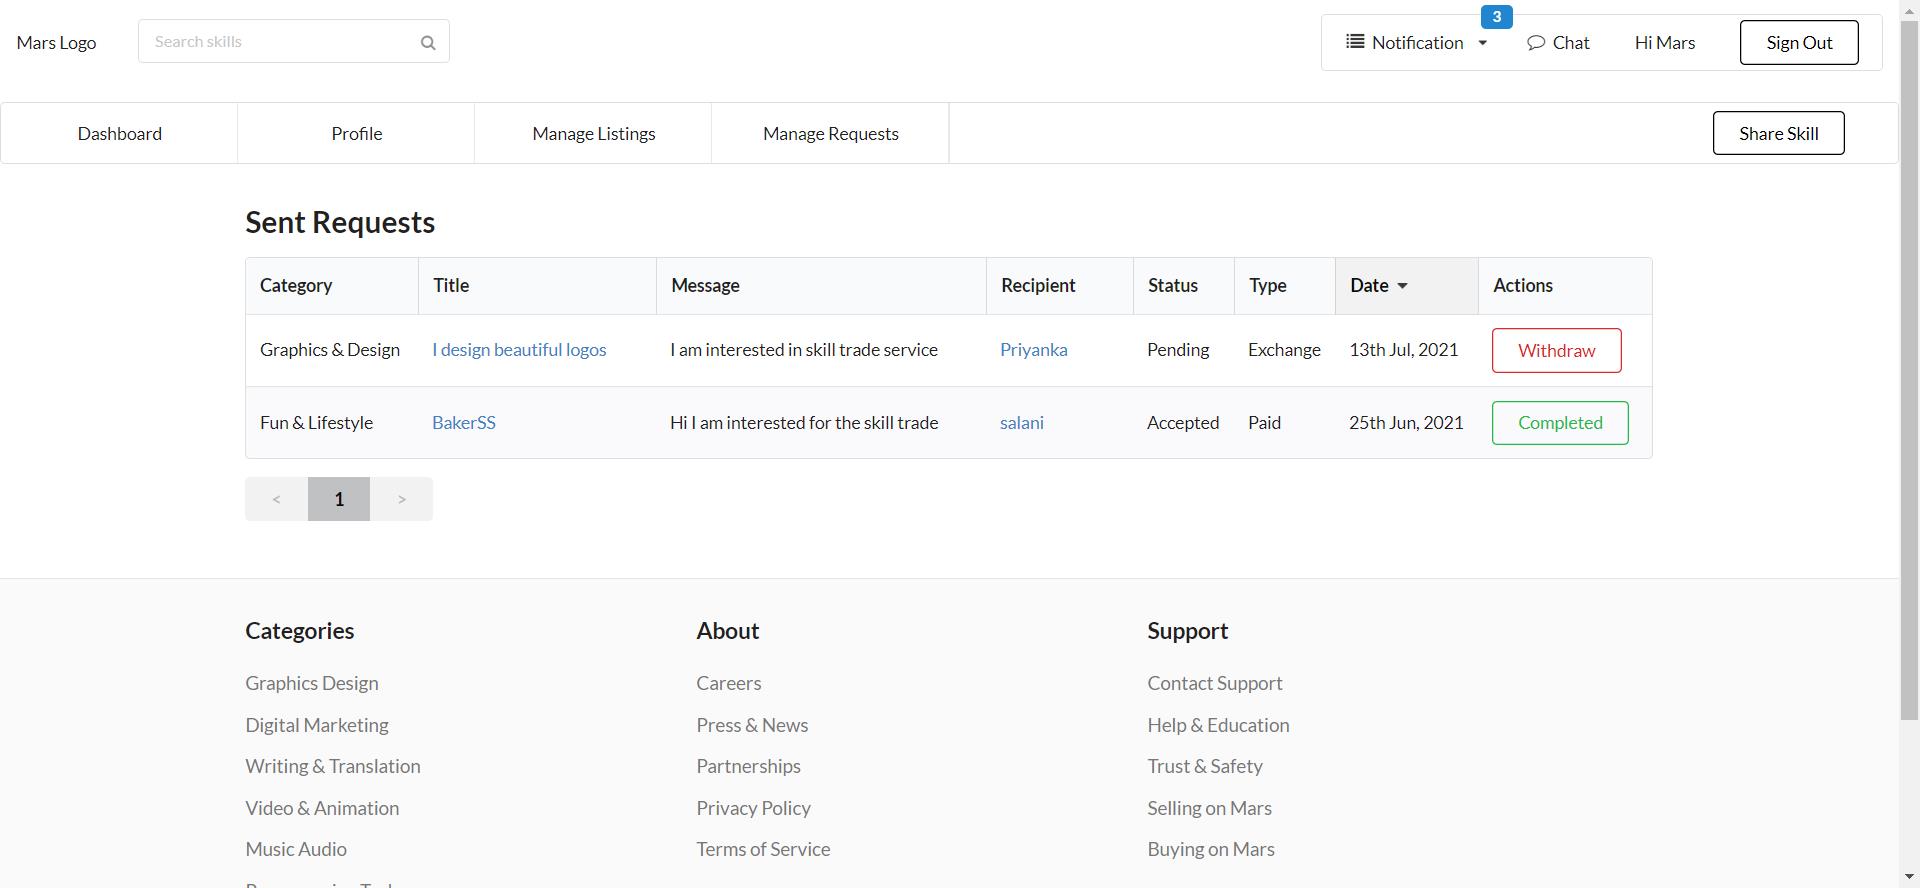 Mars Logo
Search skills
3
Notification
Chat
Hi Mars
Sign Out
Dashboard
Profile
Manage Listings
Manage Requests
Share Skill
Sent Requests
Category Title Message Recipient Status Type Date Actions
Graphics & Design I design beautiful logos I am interested in skill trade service Priyanka Pending Exchange 13th Jul, 2021 Withdraw
Fun & Lifestyle BakerSS Hi I am interested for the skill trade salani Accepted Paid 25th Jun, 2021 Completed
< 1 >
Categories
Graphics Design
Digital Marketing
Writing & Translation
Video & Animation
Music Audio
About
Careers
Press & News
Partnerships
Privacy Policy
Terms of Service
Support
Contact Support
Help & Education
Trust & Safety
Selling on Mars
Buying on Mars